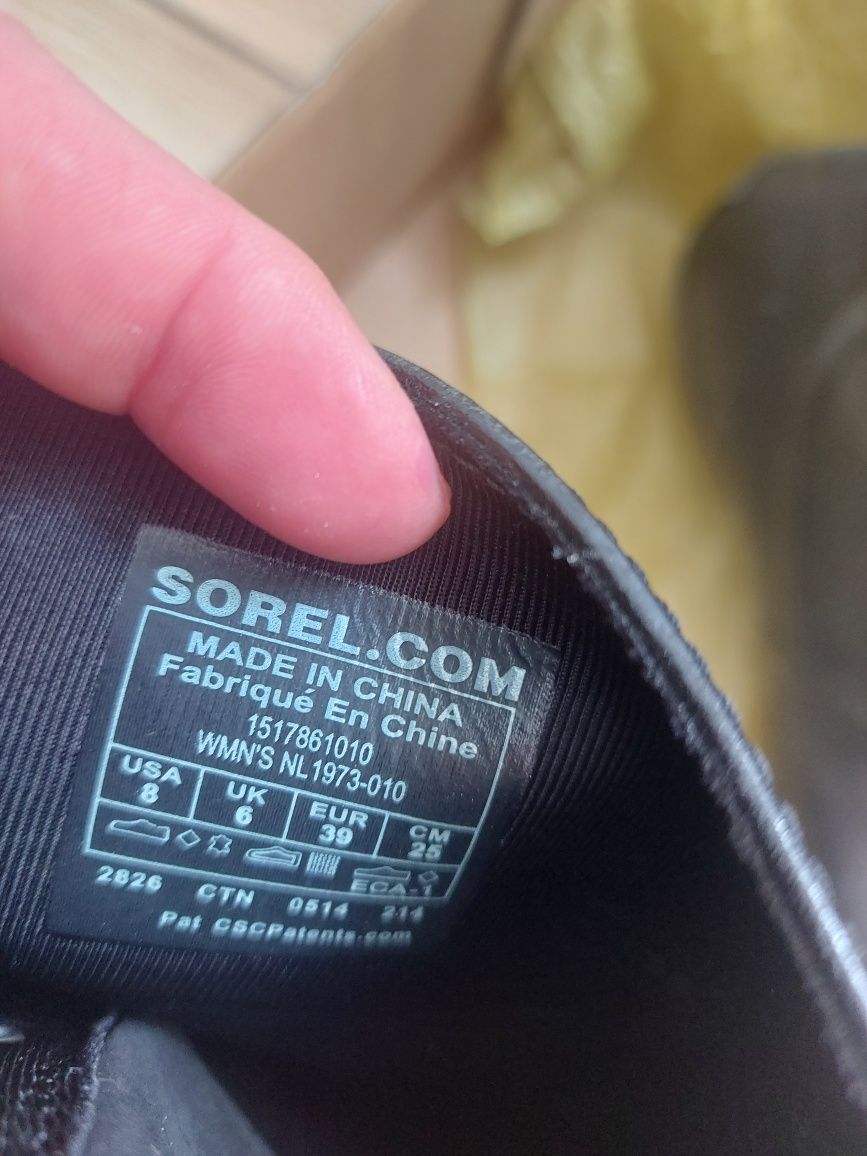 SOREL.COM
MADE IN CHINA
Fabriqué En Chine
1517861010
WMN'S NL1973-010
USA UK EUR CM
8 6 39 25
ECA-1
2826 CTN 0514 214
Pat CSCPatents.com